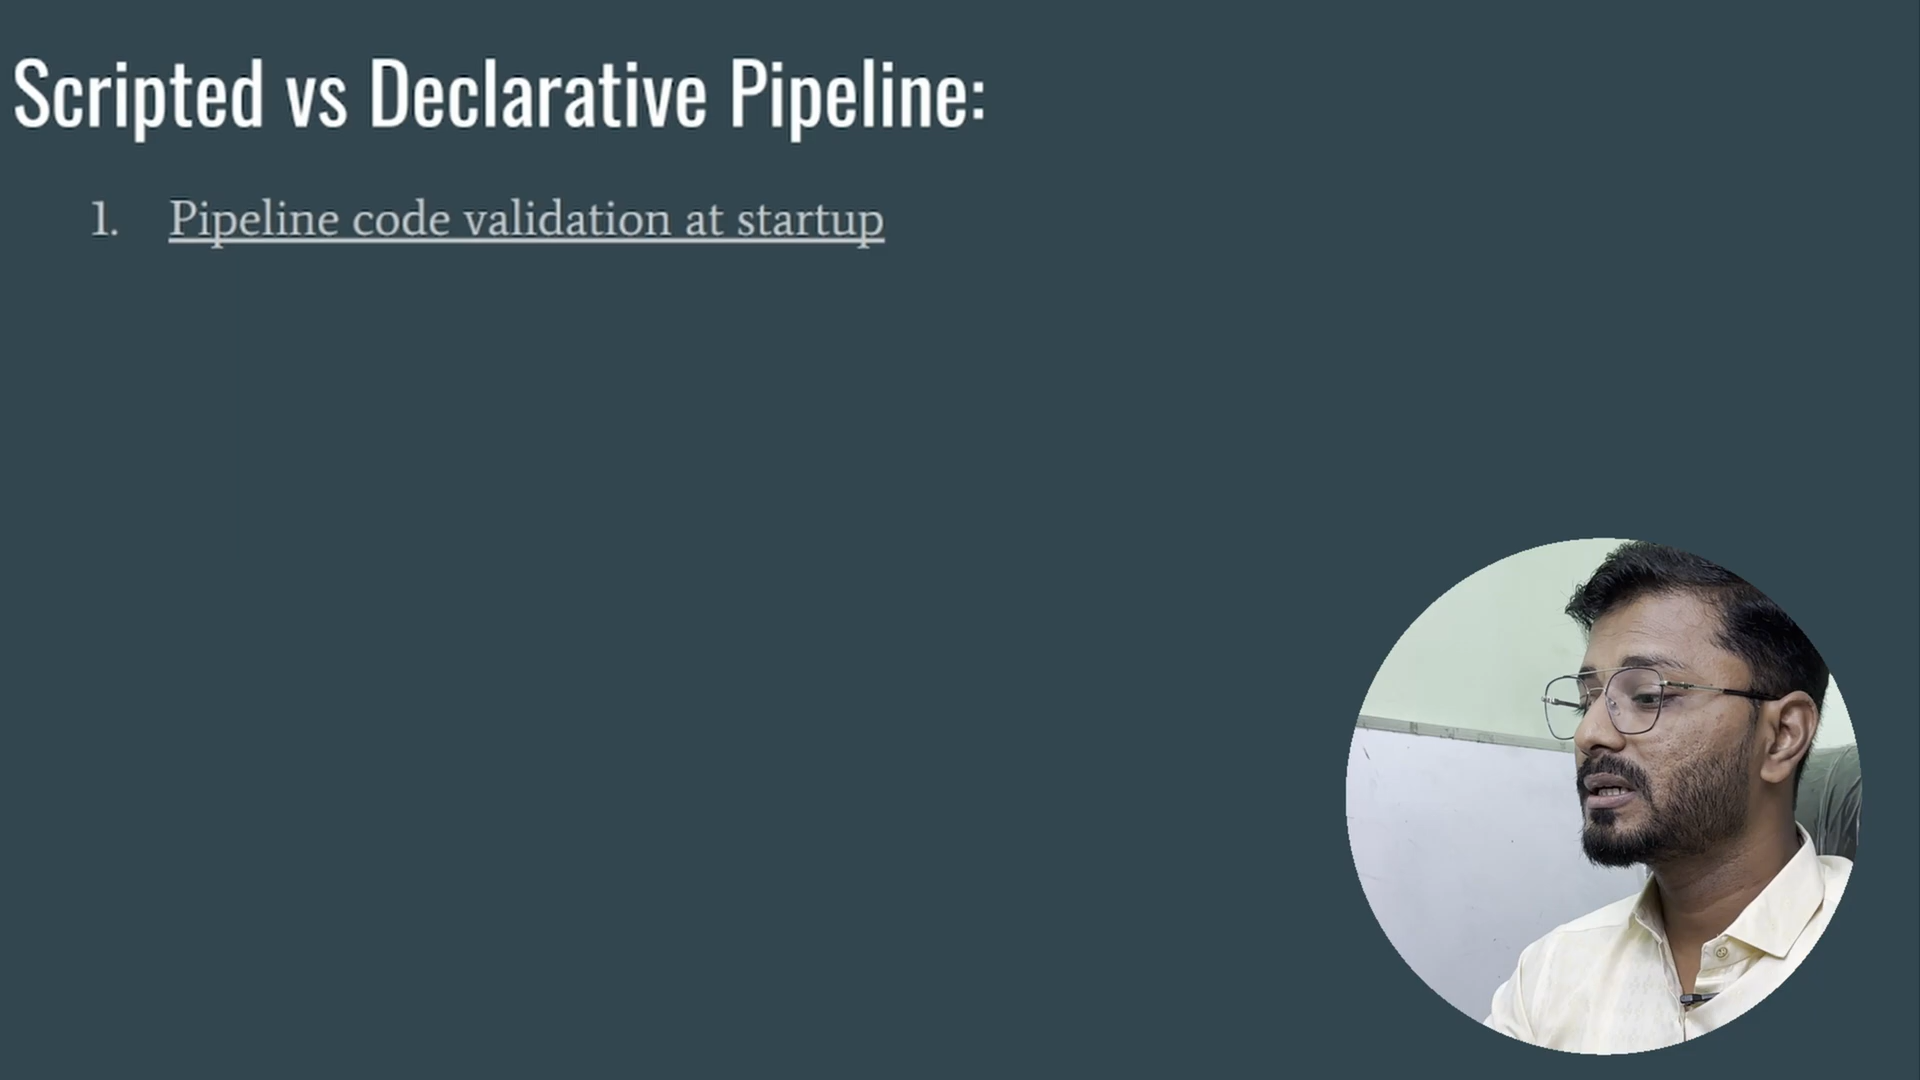 Scripted vs Declarative Pipeline:
1. Pipeline code validation at startup